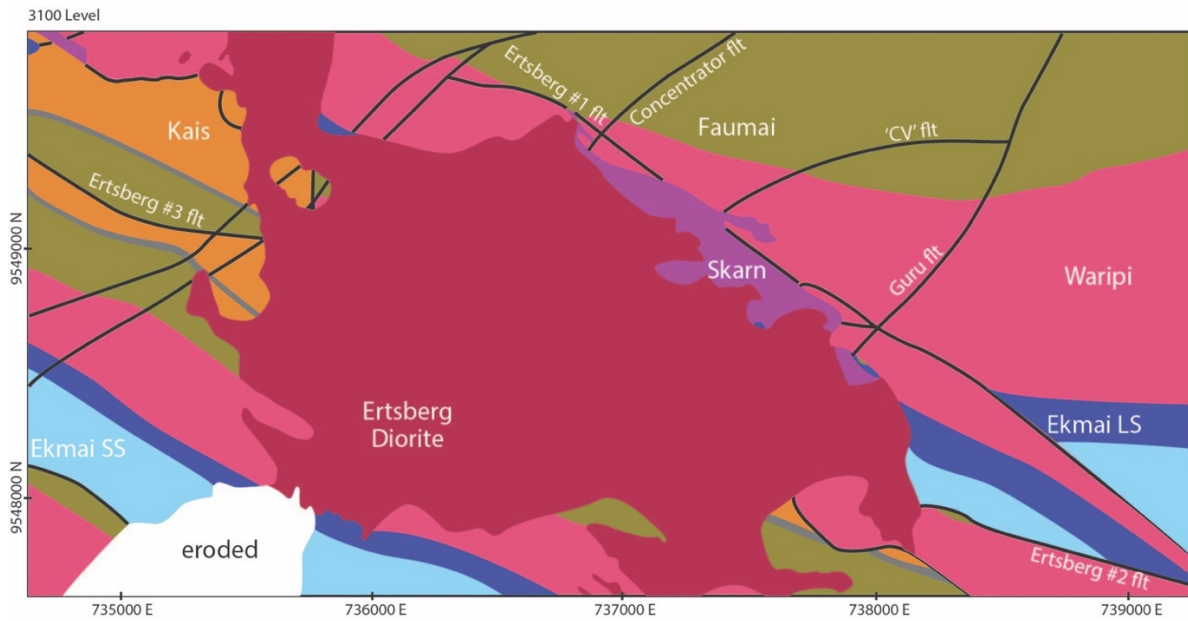 3100 Level
Ertsberg #1 flt
Concentrator flt
Kais
Faumai
'CV' flt
Ertsberg #3 flt
9549000 N
Skarn
Guru flt
Waripi
Ertsberg
Diorite
Ekmai SS
Ekmai LS
9548000 N
eroded
Ertsberg #2 flt
735000 E
736000 E
737000 E
738000 E
739000 E